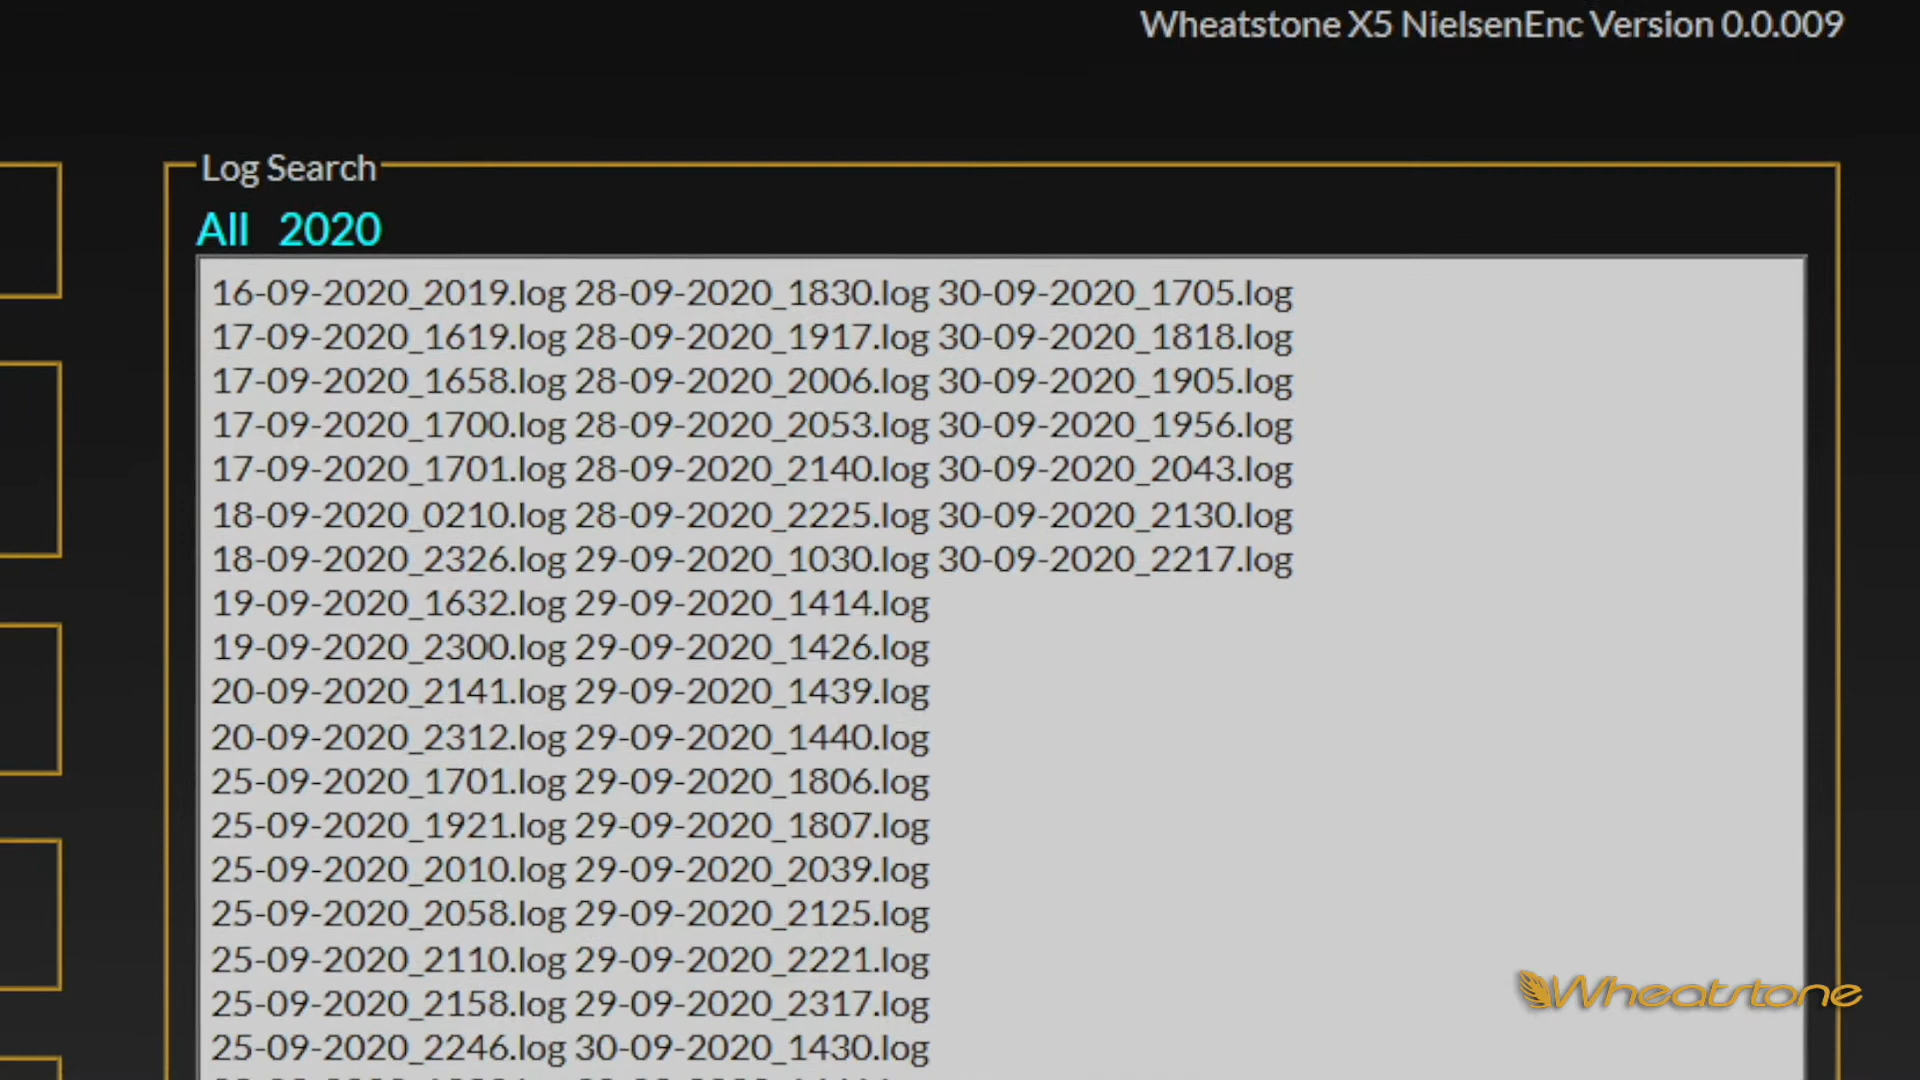 Wheatstone X5 NielsenEnc Version 0.0.009
Log Search
All 2020
16-09-2020_2019.log 28-09-2020_1830.log 30-09-2020_1705.log
17-09-2020_1619.log 28-09-2020_1917.log 30-09-2020_1818.log
17-09-2020_1658.log 28-09-2020_2006.log 30-09-2020_1905.log
17-09-2020_1700.log 28-09-2020_2053.log 30-09-2020_1956.log
17-09-2020_1701.log 28-09-2020_2140.log 30-09-2020_2043.log
18-09-2020_0210.log 28-09-2020_2225.log 30-09-2020_2130.log
18-09-2020_2326.log 29-09-2020_1030.log 30-09-2020_2217.log
19-09-2020_1632.log 29-09-2020_1414.log
19-09-2020_2300.log 29-09-2020_1426.log
20-09-2020_2141.log 29-09-2020_1439.log
20-09-2020_2312.log 29-09-2020_1440.log
25-09-2020_1701.log 29-09-2020_1806.log
25-09-2020_1921.log 29-09-2020_1807.log
25-09-2020_2010.log 29-09-2020_2039.log
25-09-2020_2058.log 29-09-2020_2125.log
25-09-2020_2110.log 29-09-2020_2221.log
25-09-2020_2158.log 29-09-2020_2317.log
25-09-2020_2246.log 30-09-2020_1430.log
Wheatstone